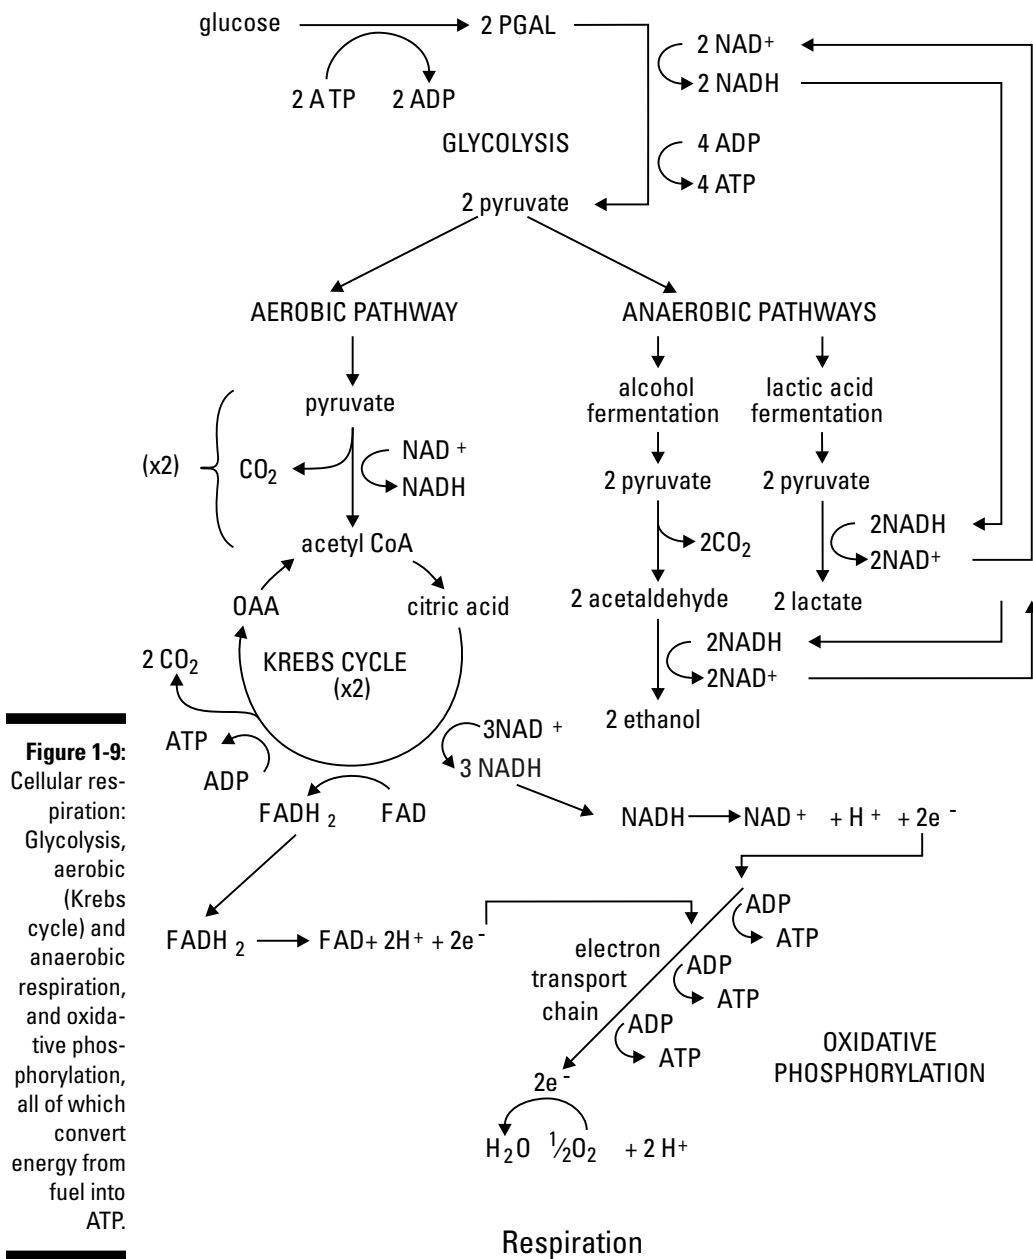 glucose 2 PGAL
2 NAD+
2 NADH
2 A TP 2 ADP
GLYCOLYSIS
4 ADP
4 ATP
2 pyruvate
AEROBIC PATHWAY
ANAEROBIC PATHWAYS
pyruvate
(x2)
CO2
NAD +
NADH
acetyl CoA
OAA
citric acid
KREBS CYCLE
(x2)
2 CO2
ATP
ADP
3NAD +
3 NADH
FADH 2
FAD
alcohol
fermentation
2 pyruvate
2CO2
2 acetaldehyde
2NADH
2NAD+
2 ethanol
lactic acid
fermentation
2 pyruvate
2NADH
2NAD+
2 lactate
NADH NAD + + H + + 2e -
FADH 2 FAD+ 2H+ + 2e-
electron
transport
chain
ADP
ATP
ADP
ATP
ADP
ATP
OXIDATIVE
PHOSPHORYLATION
2e -
H2O ½O2 + 2 H+
Respiration
Figure 1-9:
Cellular res-
piration:
Glycolysis,
aerobic
(Krebs
cycle) and
anaerobic
respiration,
and oxida-
tive phos-
phorylation,
all of which
convert
energy from
fuel into
ATP.